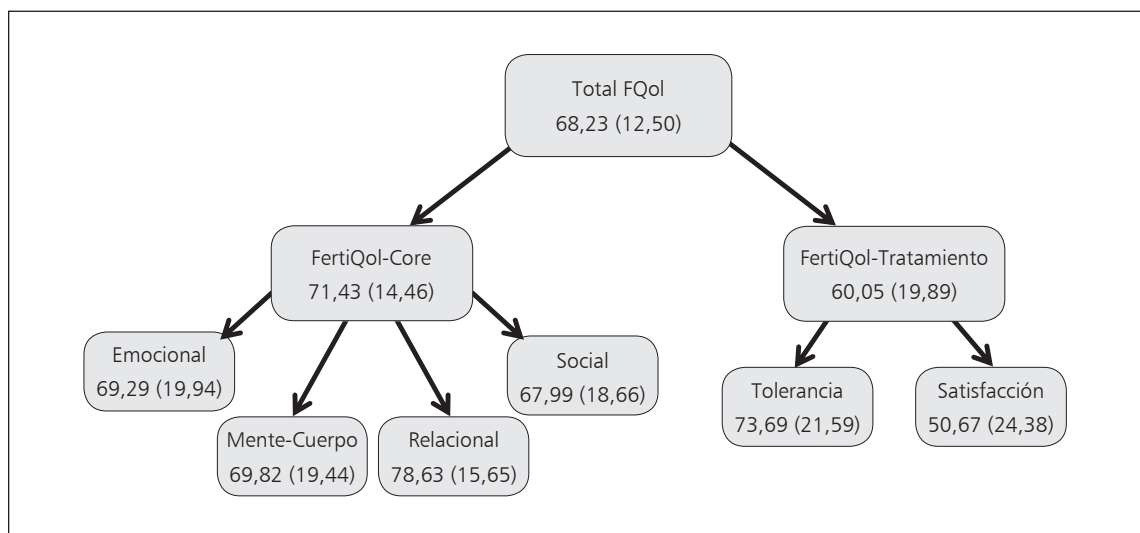 Total FQol
68,23 (12,50)
FertiQol-Core
71,43 (14,46)
FertiQol-Tratamiento
60,05 (19,89)
Emocional
69,29 (19,94)
Mente-Cuerpo
69,82 (19,44)
Relacional
78,63 (15,65)
Social
67,99 (18,66)
Tolerancia
73,69 (21,59)
Satisfacción
50,67 (24,38)